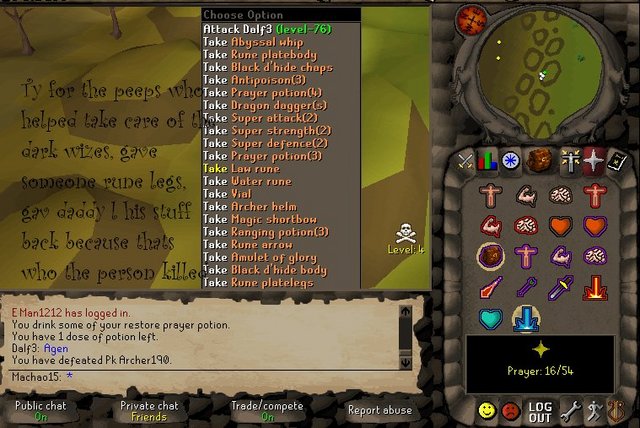 Choose Option
Attack Dalf3 (level-76)
Take Abyssal whip
Take Rune platebody
Take Black d'hide chaps
Take Antipoison(3)
Take Prayer potion(4)
Take Dragon dagger(s)
Take Super attack(2)
Take Super strength(2)
Take Super defence(2)
Take Prayer potion(3)
Take Law rune
Take Water rune
Take Vial
Take Archer helm
Take Magic shortbow
Take Ranging potion(3)
Take Rune arrow
Take Amulet of glory
Take Black d'hide body
Take Rune platelegs
Ty for the peeps who
helped take care of the
dark wizes, gave
someone rune legs,
gav daddy l his stuff
back because thats
who the person killed
Level: 4
E Man1212 has logged in.
You drink some of your restore prayer potion.
You have 1 dose of potion left.
Dalf3: Agen
You have defeated Pk Archer190.
Machao15: *
Prayer: 16/54
Public chat
On
Private chat
Friends
Trade/compete
On
Report abuse
LOG
OUT